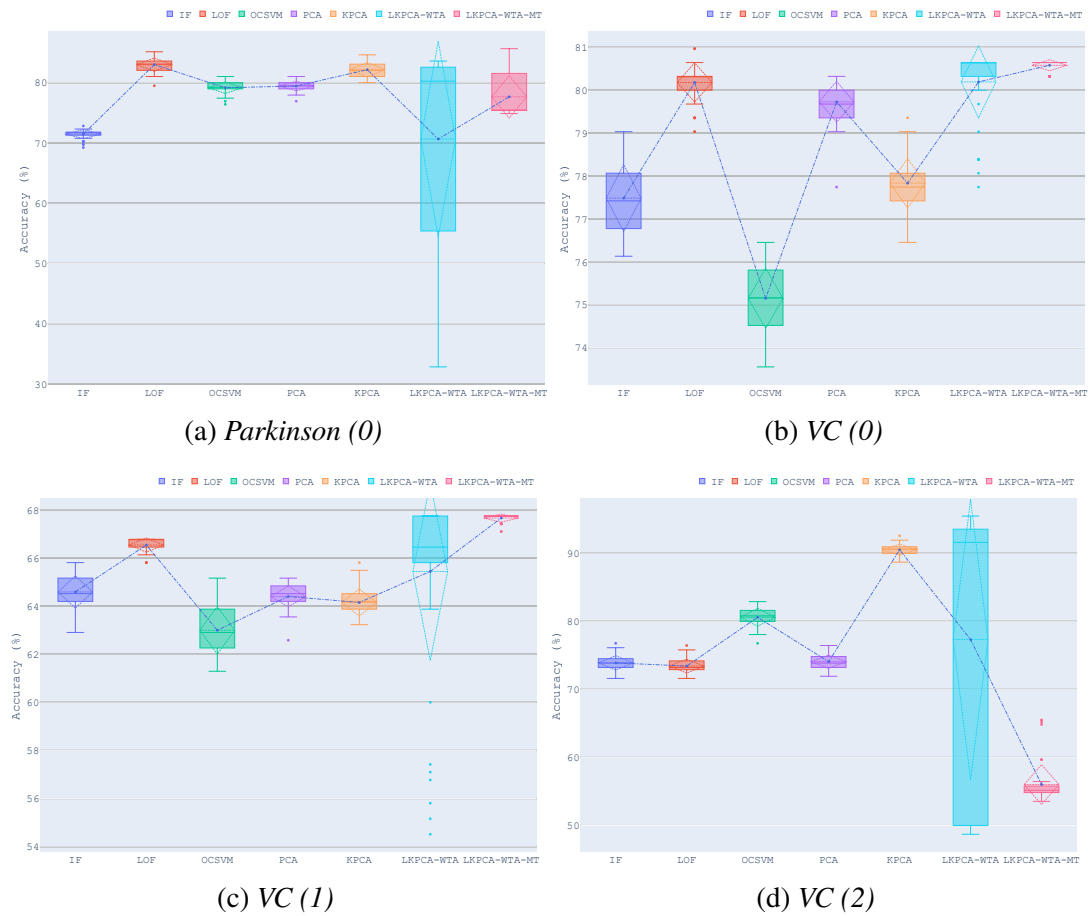 IF LOF OCSVM PCA KPCA LKPCA-WTA LKPCA-WTA-MT
Accuracy (%)
80
70
60
50
40
30
IF LOF OCSVM PCA KPCA LKPCA-WTA LKPCA-WTA-MT
(a) Parkinson (0)
IF LOF OCSVM PCA KPCA LKPCA-WTA LKPCA-WTA-MT
Accuracy (%)
81
80
79
78
77
76
75
74
IF LOF OCSVM PCA KPCA LKPCA-WTA LKPCA-WTA-MT
(b) VC (0)
IF LOF OCSVM PCA KPCA LKPCA-WTA LKPCA-WTA-MT
Accuracy (%)
68
66
64
62
60
58
56
54
IF LOF OCSVM PCA KPCA LKPCA-WTA LKPCA-WTA-MT
(c) VC (1)
IF LOF OCSVM PCA KPCA LKPCA-WTA LKPCA-WTA-MT
Accuracy (%)
90
80
70
60
50
IF LOF OCSVM PCA KPCA LKPCA-WTA LKPCA-WTA-MT
(d) VC (2)